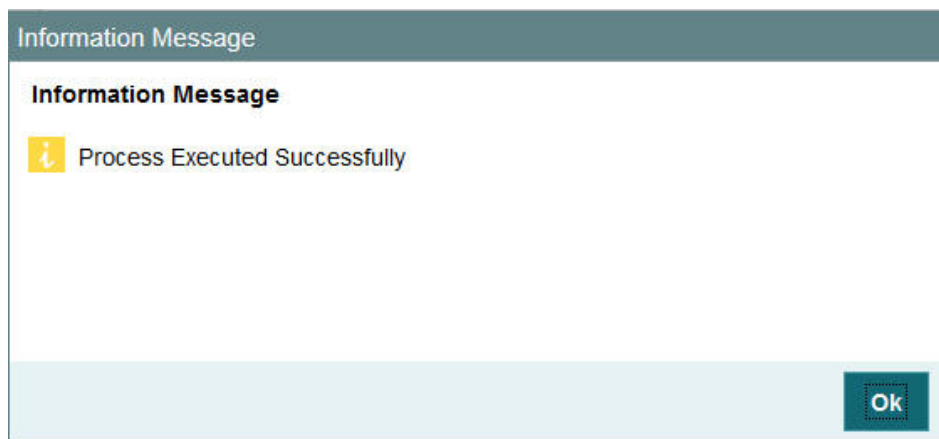 Information Message
Information Message
i Process Executed Successfully
Ok